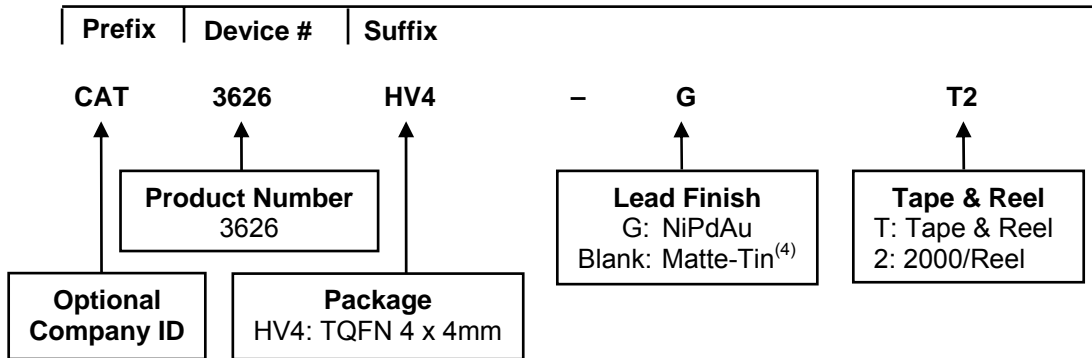 Prefix Device # Suffix
CAT 3626 HV4 – G T2
Product Number
3626
Lead Finish
G: NiPdAu
Blank: Matte-Tin(4)
Tape & Reel
T: Tape & Reel
2: 2000/Reel
Optional
Company ID
Package
HV4: TQFN 4 x 4mm